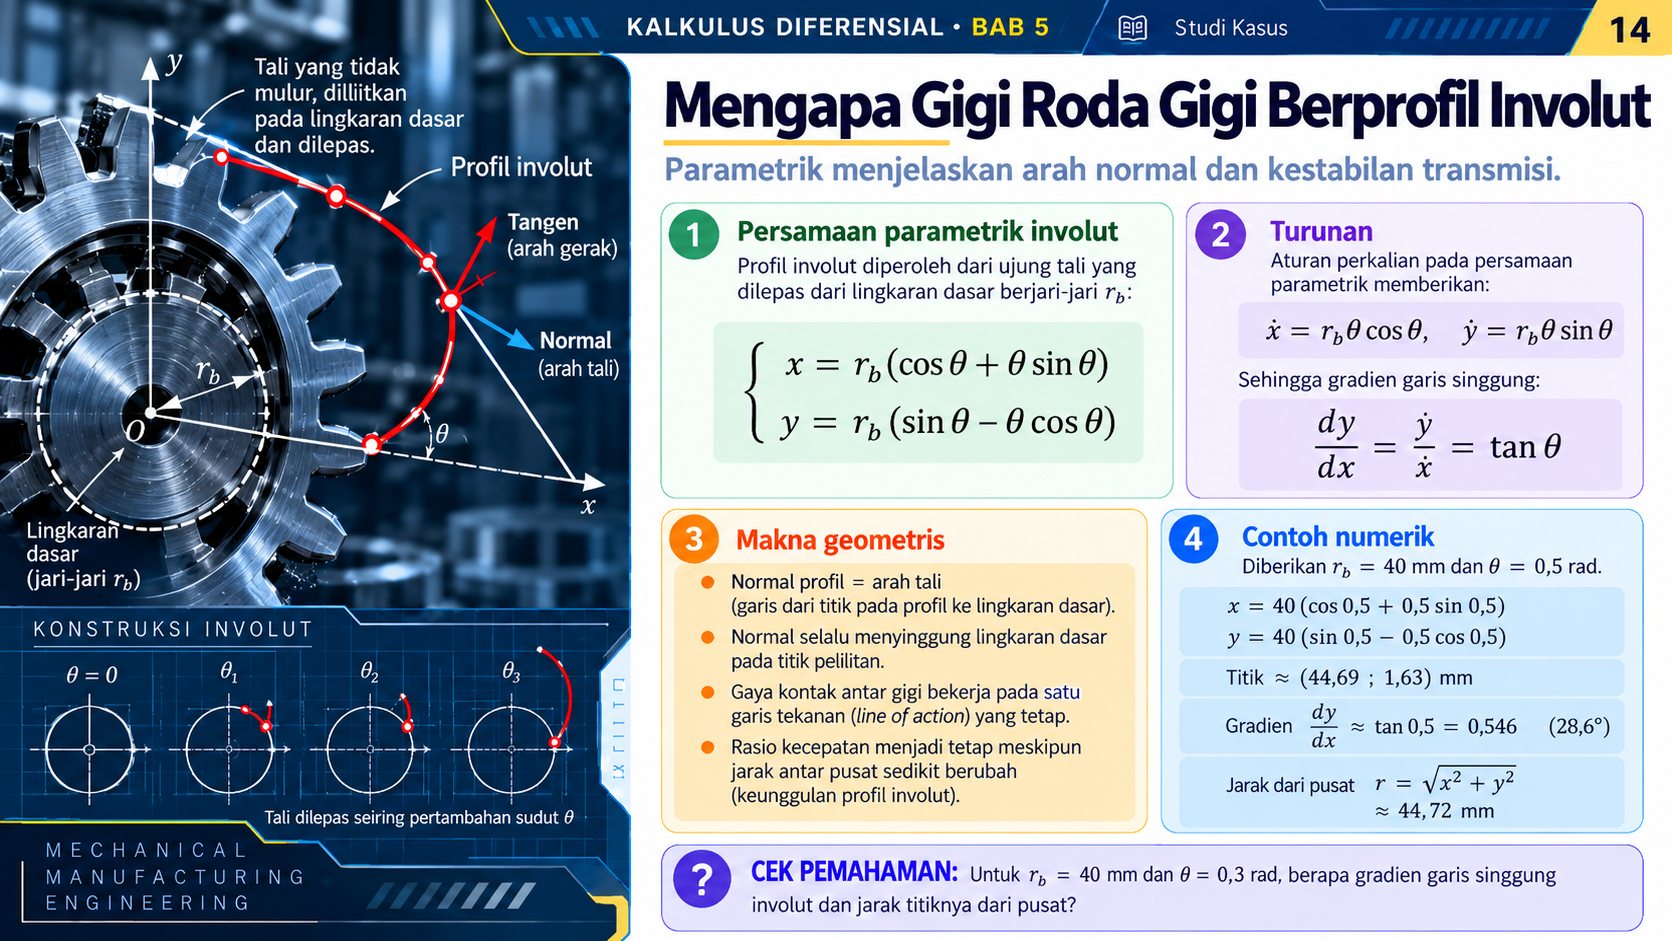 KALKULUS DIFERENSIAL • BAB 5
Studi Kasus
14
Mengapa Gigi Roda Gigi Berprofil Involut
Parametrik menjelaskan arah normal dan kestabilan transmisi.
y
Tali yang tidak
mulur, dilliitkan
pada lingkaran dasar
dan dilepas.
Profil involut
Tangen
(arah gerak)
Normal
(arah tali)
r_b
O
θ
x
Lingkaran
dasar
(jari-jari r_b)
KONSTRUKSI INVOLUT
θ = 0
θ₁
θ₂
θ₃
Tali dilepas seiring pertambahan sudut θ
MECHANICAL
MANUFACTURING
ENGINEERING
1
Persamaan parametrik involut
Profil involut diperoleh dari ujung tali yang
dilepas dari lingkaran dasar berjari-jari r_b:
x = r_b (cos θ + θ sin θ)
y = r_b (sin θ − θ cos θ)
2
Turunan
Aturan perkalian pada persamaan
parametrik memberikan:
ẋ = r_b θ cos θ, ẏ = r_b θ sin θ
Sehingga gradien garis singgung:
dy/dx = ẏ/ẋ = tan θ
3
Makna geometris
● Normal profil = arah tali
(garis dari titik pada profil ke lingkaran dasar).
● Normal selalu menyinggung lingkaran dasar
pada titik pelilitan.
● Gaya kontak antar gigi bekerja pada satu
garis tekanan (line of action) yang tetap.
● Rasio kecepatan menjadi tetap meskipun
jarak antar pusat sedikit berubah
(keunggulan profil involut).
4
Contoh numerik
Diberikan r_b = 40 mm dan θ = 0,5 rad.
x = 40 (cos 0,5 + 0,5 sin 0,5)
y = 40 (sin 0,5 − 0,5 cos 0,5)
Titik ≈ (44,69 ; 1,63) mm
Gradien dy/dx ≈ tan 0,5 = 0,546 (28,6°)
Jarak dari pusat r = √(x² + y²)
≈ 44,72 mm
?
CEK PEMAHAMAN: Untuk r_b = 40 mm dan θ = 0,3 rad, berapa gradien garis singgung
involut dan jarak titiknya dari pusat?